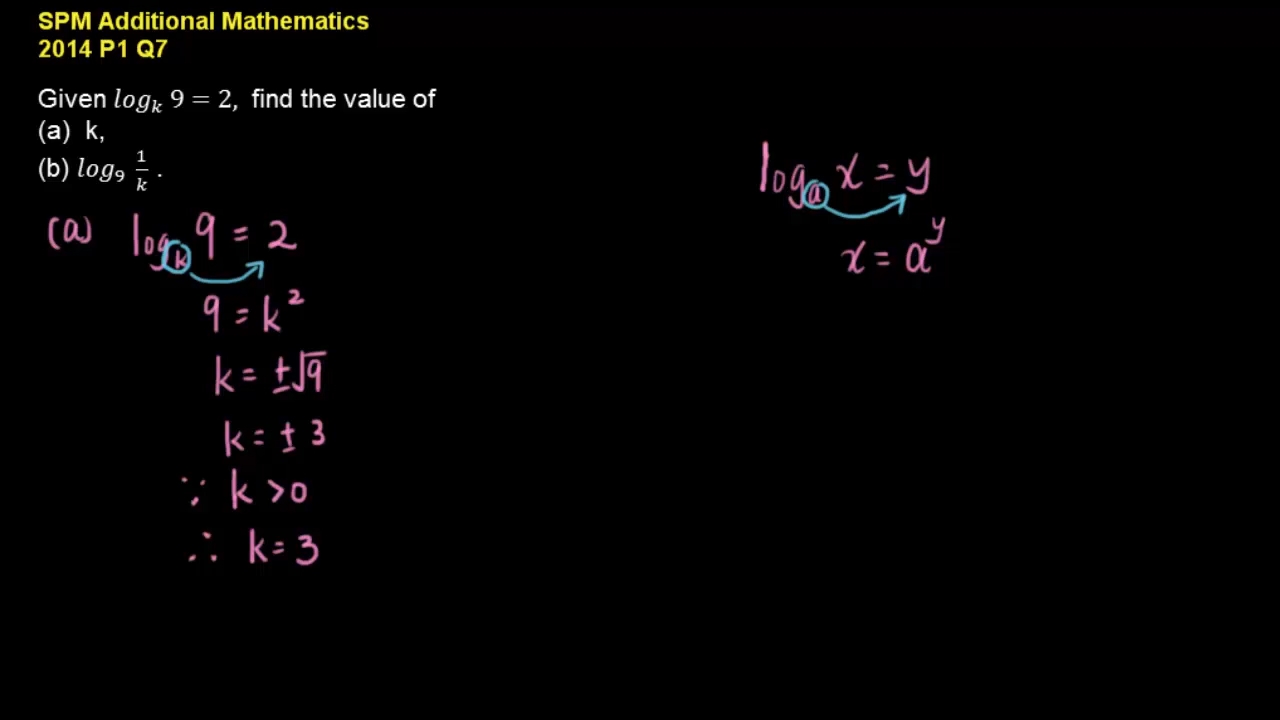 SPM Additional Mathematics
2014 P1 Q7
Given log_k 9 = 2, find the value of
(a) k,
(b) log_9 1/k .
(a) log_k 9 = 2
9 = k^2
k = ±√9
k = ± 3
∵ k > 0
∴ k = 3
log_a x = y
x = a^y